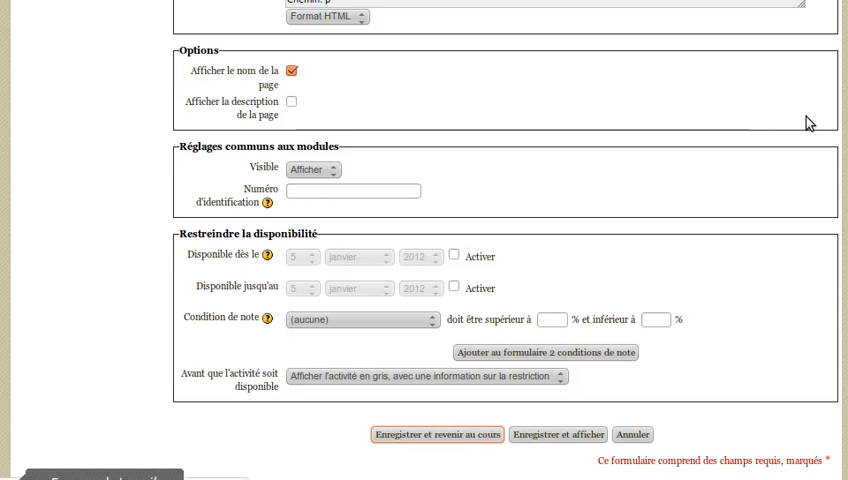 Format HTML
Options
Afficher le nom de la
page
Afficher la description
de la page
Réglages communs aux modules
Visible Afficher
Numéro
d'identification ?
Restreindre la disponibilité
Disponible dès le ? 5 janvier 2012 Activer
Disponible jusqu'au 5 janvier 2012 Activer
Condition de note ? (aucune) doit être supérieur à % et inférieur à %
Ajouter au formulaire 2 conditions de note
Avant que l'activité soit Afficher l'activité en gris, avec une information sur la restriction
disponible
Enregistrer et revenir au cours Enregistrer et afficher Annuler
Ce formulaire comprend des champs requis, marqués *